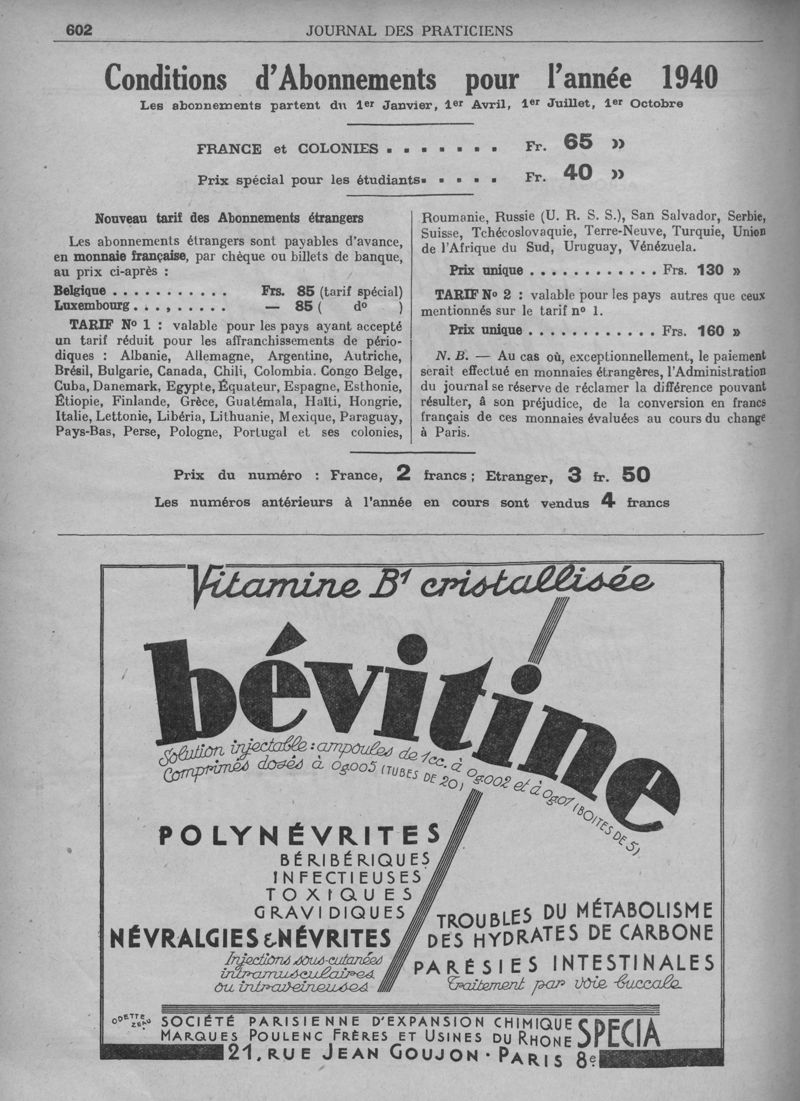 602
JOURNAL DES PRATICIENS
Conditions d'Abonnements pour l'année 1940
Les abonnements partent du 1er Janvier, 1er Avril, 1er Juillet, 1er Octobre
FRANCE et COLONIES . . . . . . . Fr. 65 »
Prix spécial pour les étudiants. . . . . Fr. 40 »
Nouveau tarif des Abonnements étrangers
Les abonnements étrangers sont payables d'avance,
en monnaie française, par chèque ou billets de banque,
au prix ci-après :
Belgique . . . . . . . . . . . Frs. 85 (tarif spécial)
Luxembourg . . . , . . . . . — 85 ( do )
TARIF No 1 : valable pour les pays ayant accepté
un tarif réduit pour les affranchissements de pério-
diques : Albanie, Allemagne, Argentine, Autriche,
Brésil, Bulgarie, Canada, Chili, Colombia. Congo Belge,
Cuba, Danemark, Egypte, Équateur, Espagne, Esthonie,
Étiopie, Finlande, Grèce, Guatémala, Haïti, Hongrie,
Italie, Lettonie, Libéria, Lithuanie, Mexique, Paraguay,
Pays-Bas, Perse, Pologne, Portugal et ses colonies,
Roumanie, Russie (U. R. S. S.), San Salvador, Serbie,
Suisse, Tchécoslovaquie, Terre-Neuve, Turquie, Union
de l'Afrique du Sud, Uruguay, Vénézuela.
Prix unique . . . . . . . . . . . . Frs. 130 »
TARIF No 2 : valable pour les pays autres que ceux
mentionnés sur le tarif no 1.
Prix unique . . . . . . . . . . . . Frs. 160 »
N. B. — Au cas où, exceptionnellement, le paiement
serait effectué en monnaies étrangères, l'Administration
du journal se réserve de réclamer la différence pouvant
résulter, à son préjudice, de la conversion en francs
français de ces monnaies évaluées au cours du change
à Paris.
Prix du numéro : France, 2 francs ; Etranger, 3 fr. 50
Les numéros antérieurs à l'année en cours sont vendus 4 francs
Vitamine B1 cristallisée
bévitine
Solution injectable : ampoules de 1cc. à 0g002 et à 0g01 (BOITES DE 5)
Comprimés dosés à 0g005 (TUBES DE 20)
POLYNÉVRITES
BÉRIBÉRIQUES
INFECTIEUSES
TOXIQUES
GRAVIDIQUES
NÉVRALGIES & NÉVRITES
Injections sous-cutanées
intramusculaires
ou intraveineuses
TROUBLES DU MÉTABOLISME
DES HYDRATES DE CARBONE
PARÉSIES INTESTINALES
Traitement par voie buccale
ODETTE
ZERO
SOCIÉTÉ PARISIENNE D'EXPANSION CHIMIQUE
MARQUES POULENC FRÈRES ET USINES DU RHONE
SPECIA
21, RUE JEAN GOUJON · PARIS 8e